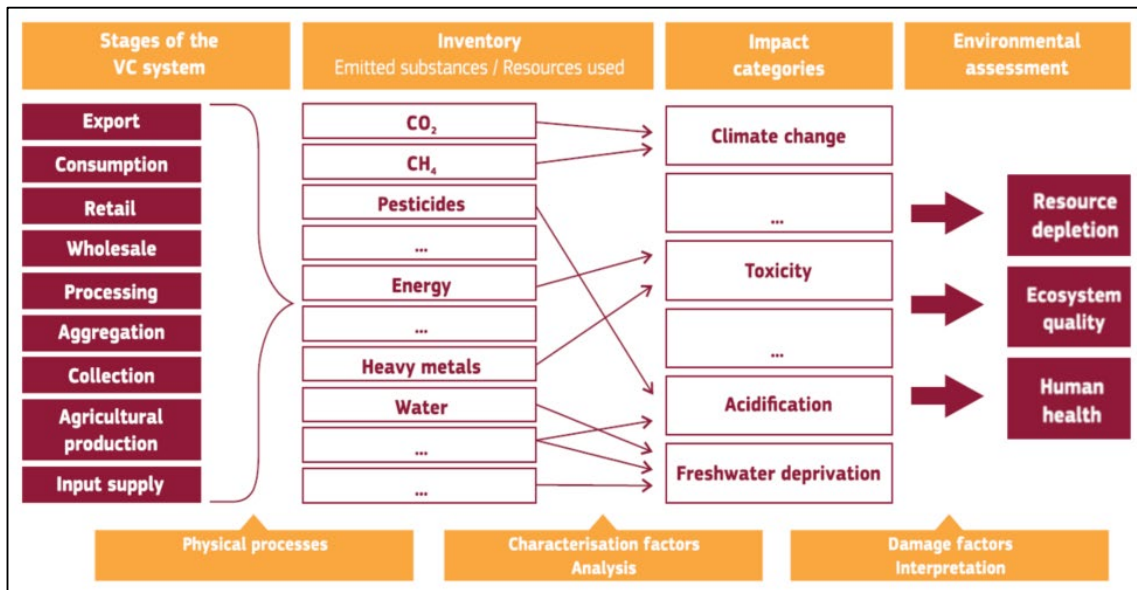 Stages of the
VC system
Inventory
Emitted substances / Resources used
Impact
categories
Environmental
assessment
Export
Consumption
Retail
Wholesale
Processing
Aggregation
Collection
Agricultural
production
Input supply
CO₂
CH₄
Pesticides
...
Energy
...
Heavy metals
Water
...
...
Climate change
...
Toxicity
...
Acidification
Freshwater deprivation
Resource
depletion
Ecosystem
quality
Human
health
Physical processes
Characterisation factors
Analysis
Damage factors
Interpretation